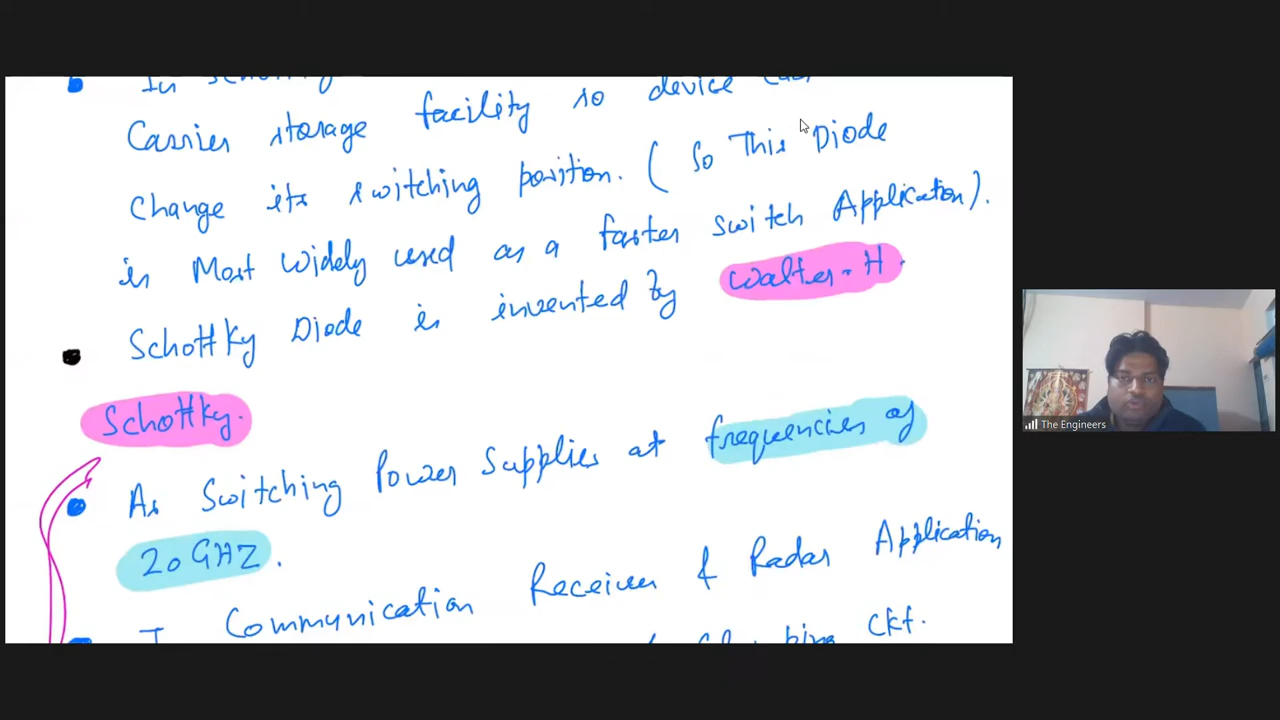 In
Carrier storage facility so device
change its switching position. ( So This Diode
is Most widely used as a faster switch Application).
Schottky Diode is invented by Walter. H.
Schottky.
As Switching Power Supplies at frequencies of
20 GHZ.
Communication Receiver & Radar Application
ckt.
The Engineers